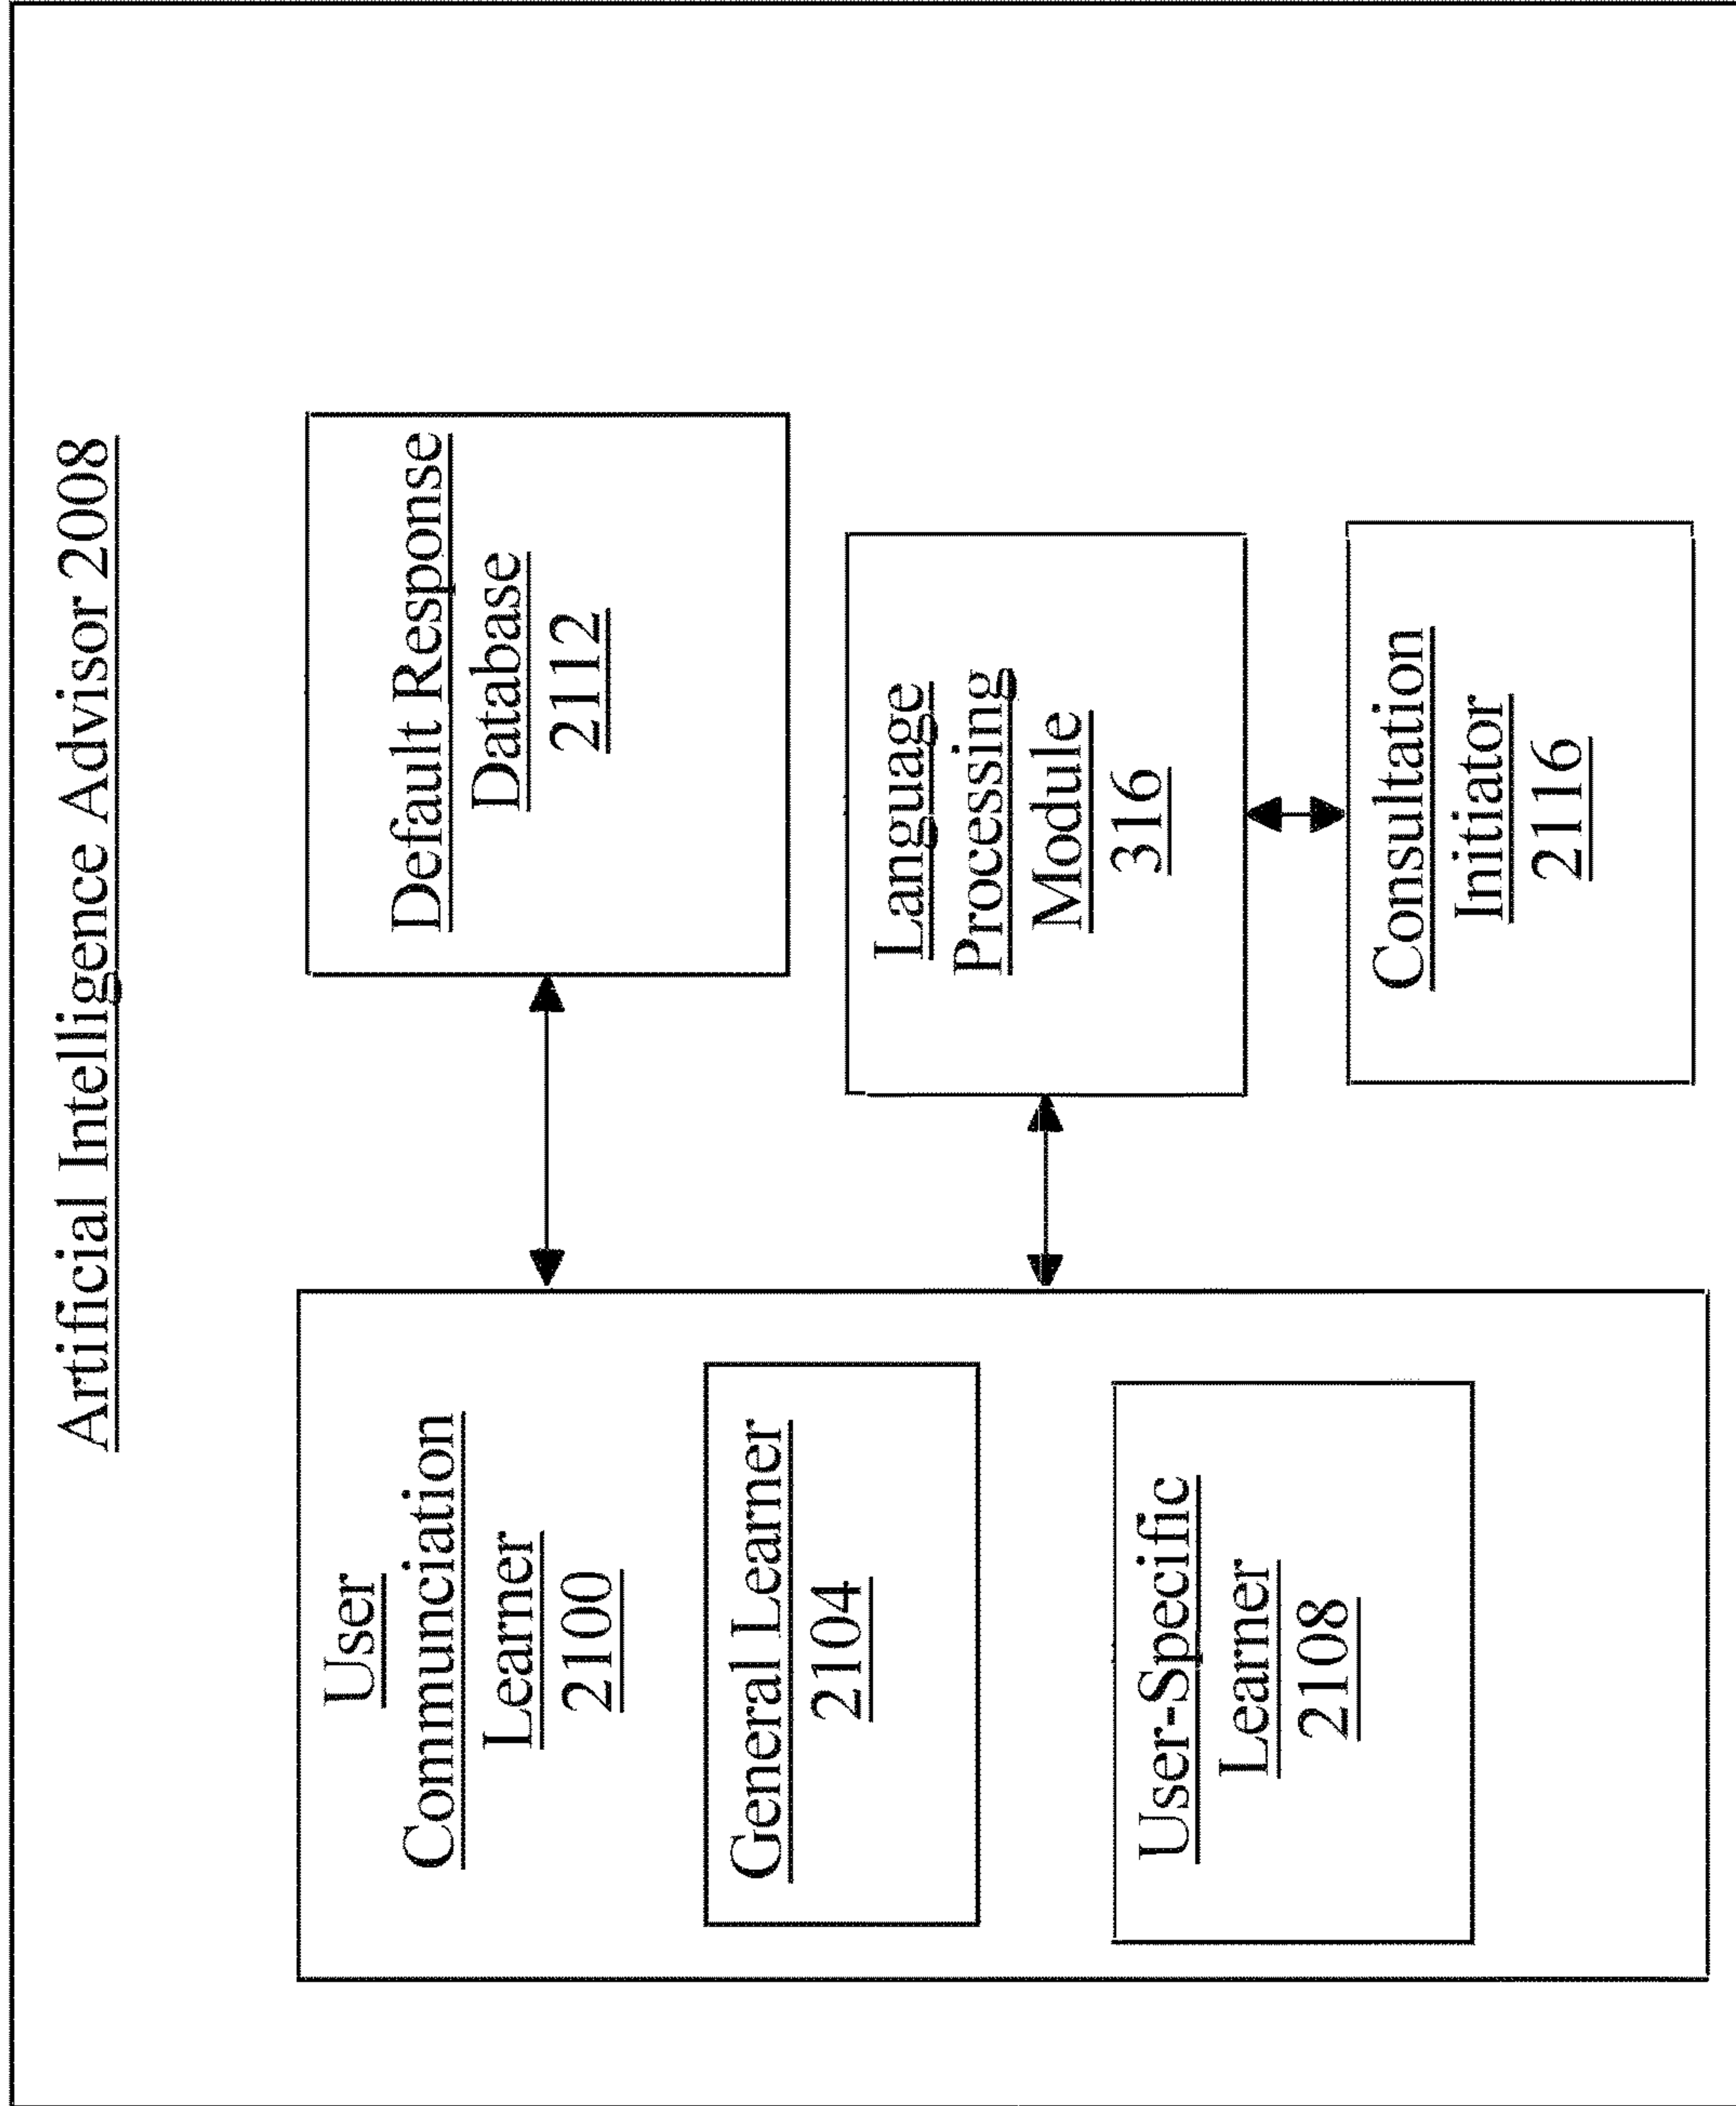 Artificial Intelligence Advisor 2008
User
Communciation
Learner
2100
General Learner
2104
User-Specific
Learner
2108
Default Response
Database
2112
Language
Processing
Module
316
Consultation
Initiator
2116